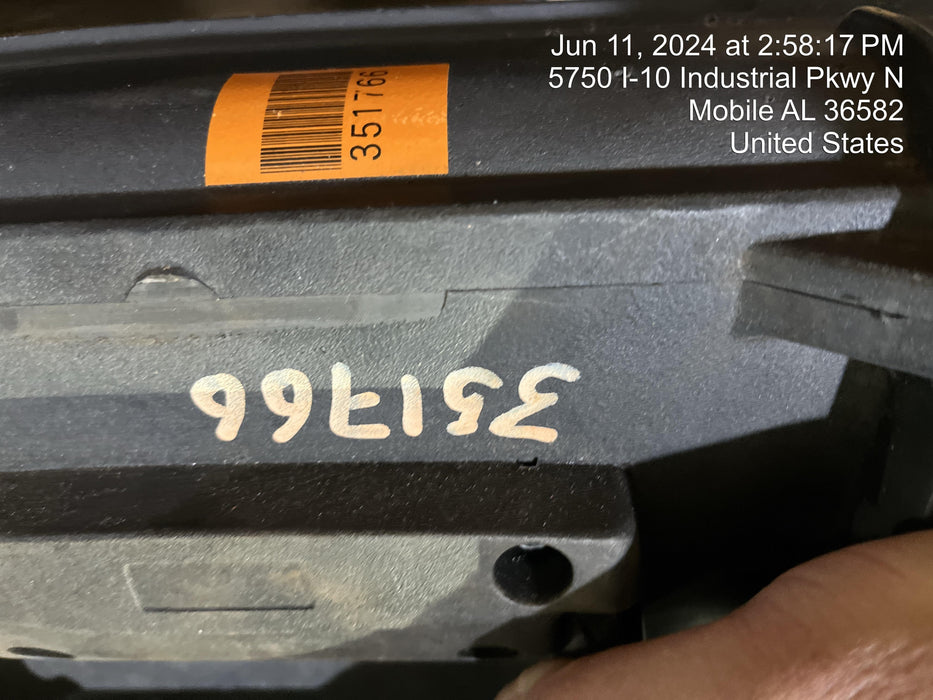 Jun 11, 2024 at 2:58:17 PM
5750 I-10 Industrial Pkwy N
Mobile AL 36582
United States
351766
351766